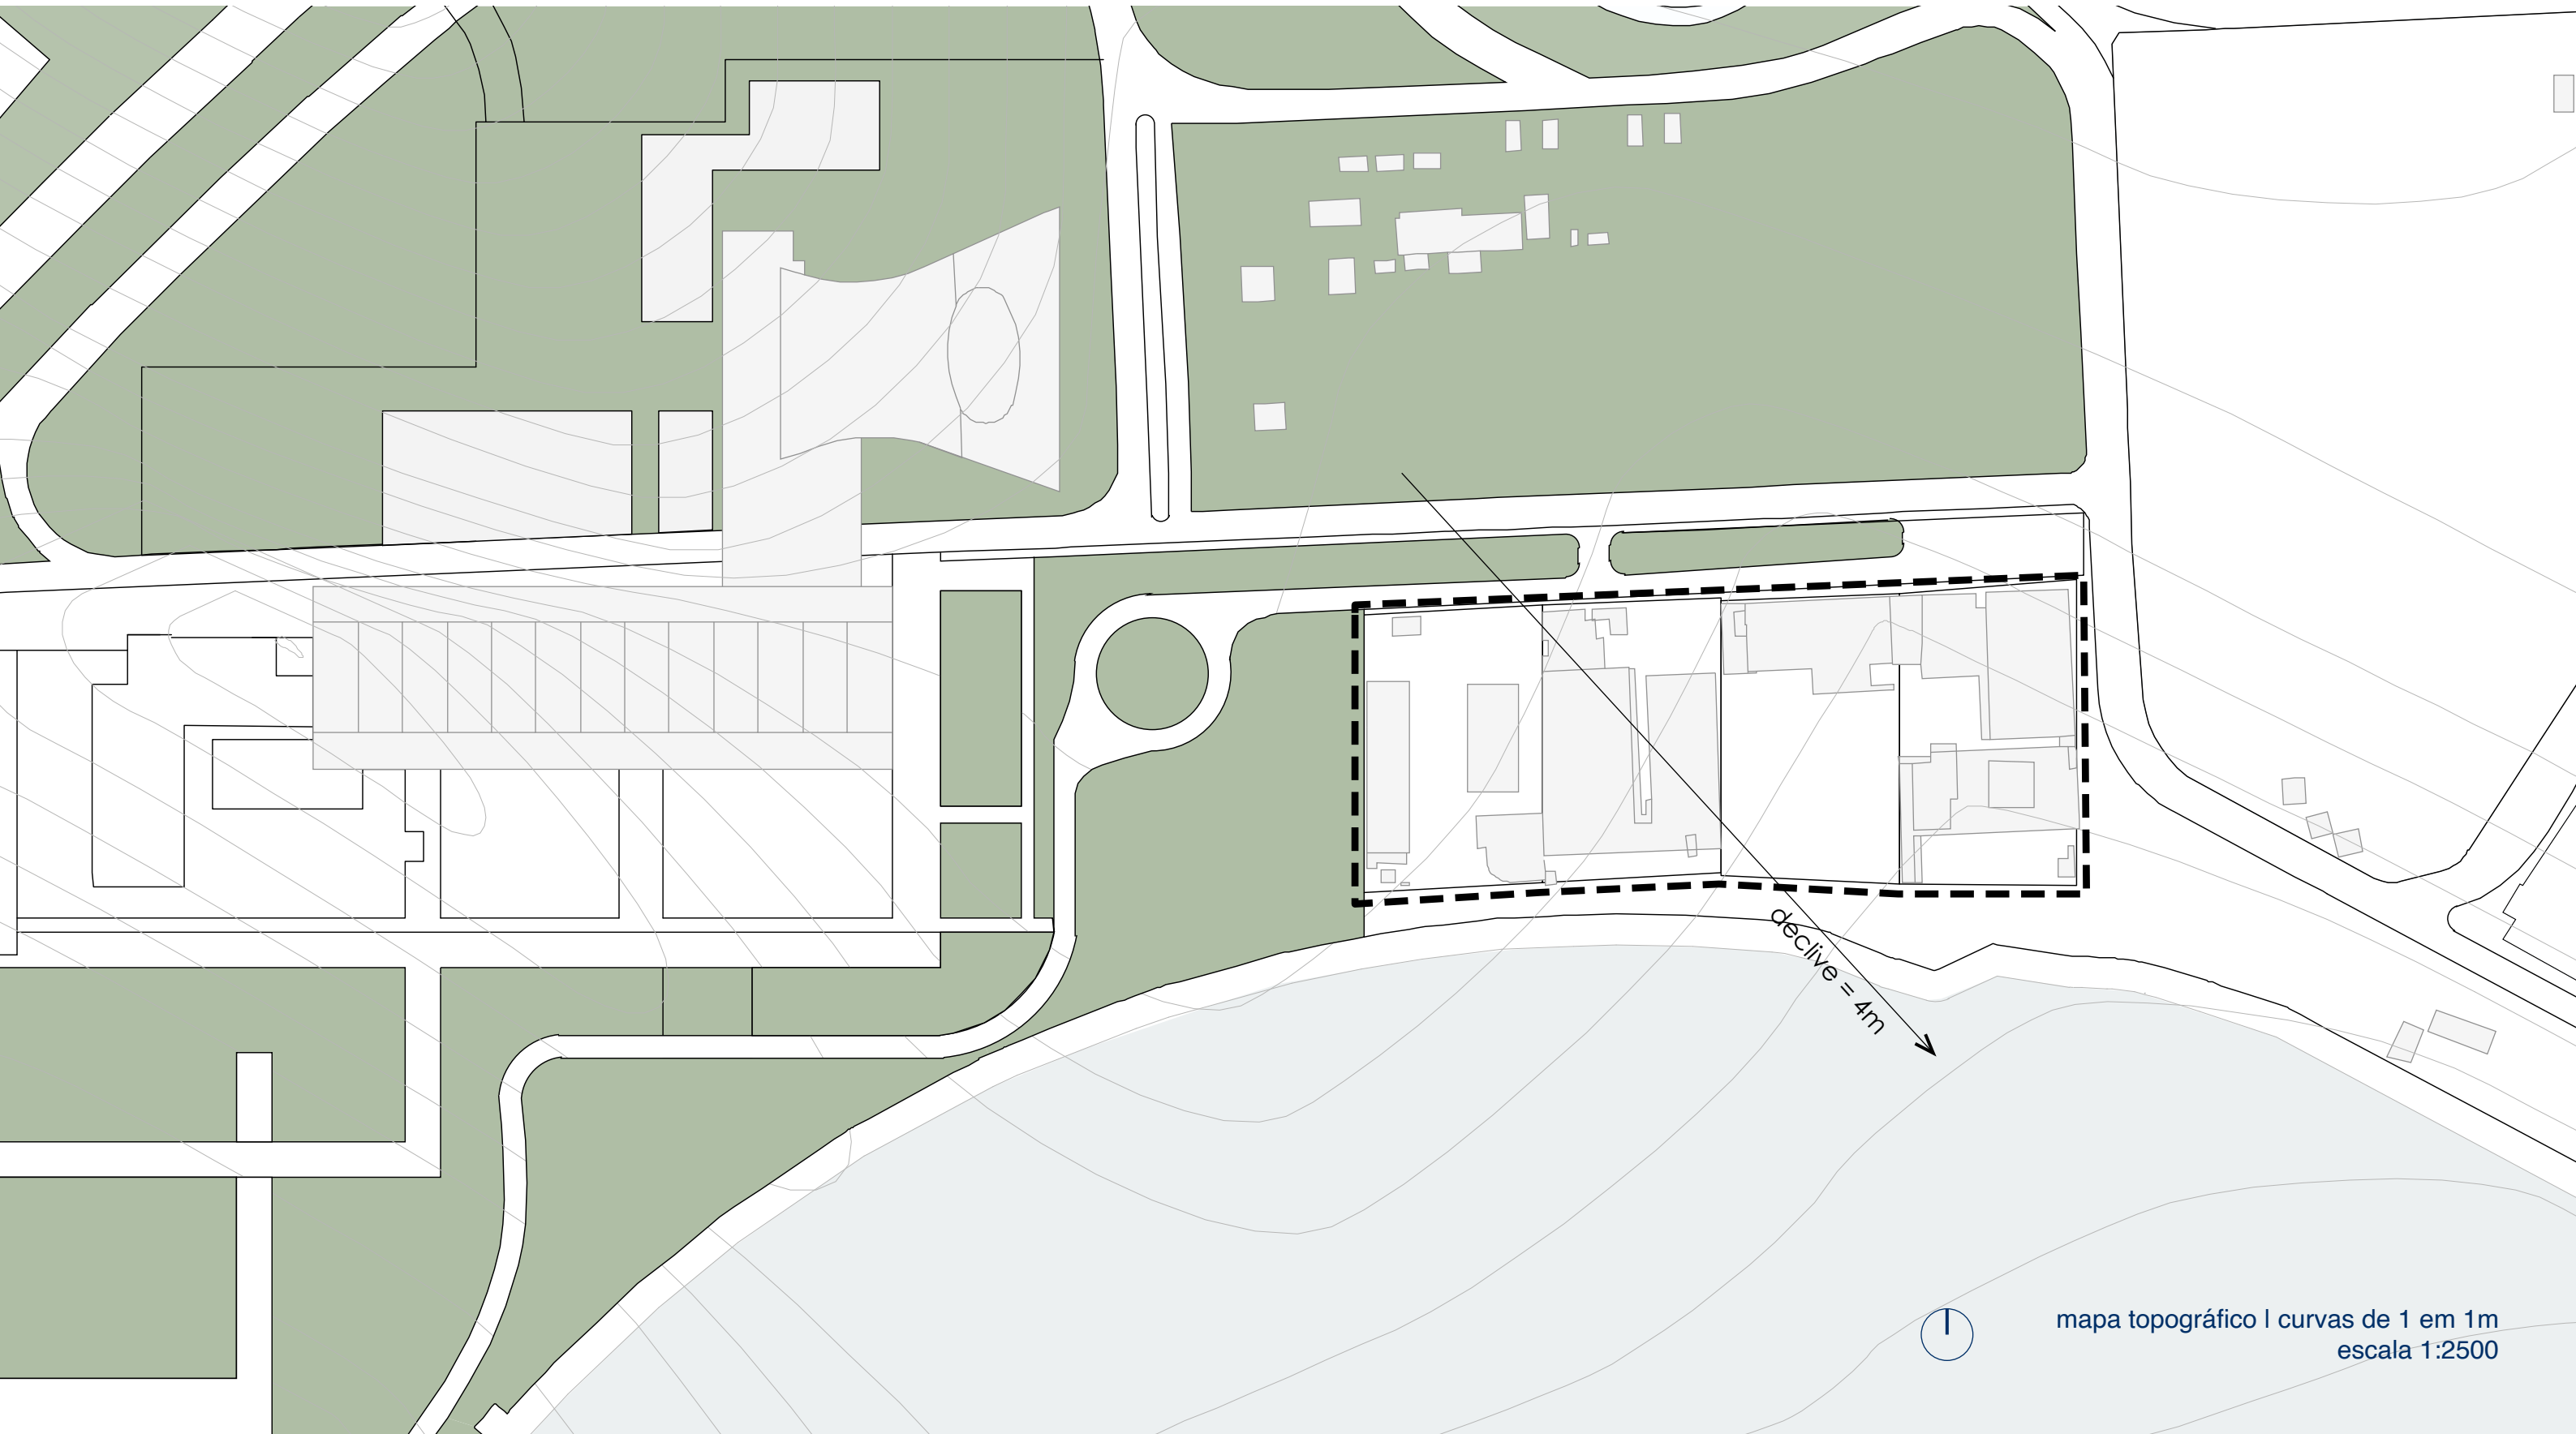 declive = 4m
mapa topográfico | curvas de 1 em 1m
escala 1:2500